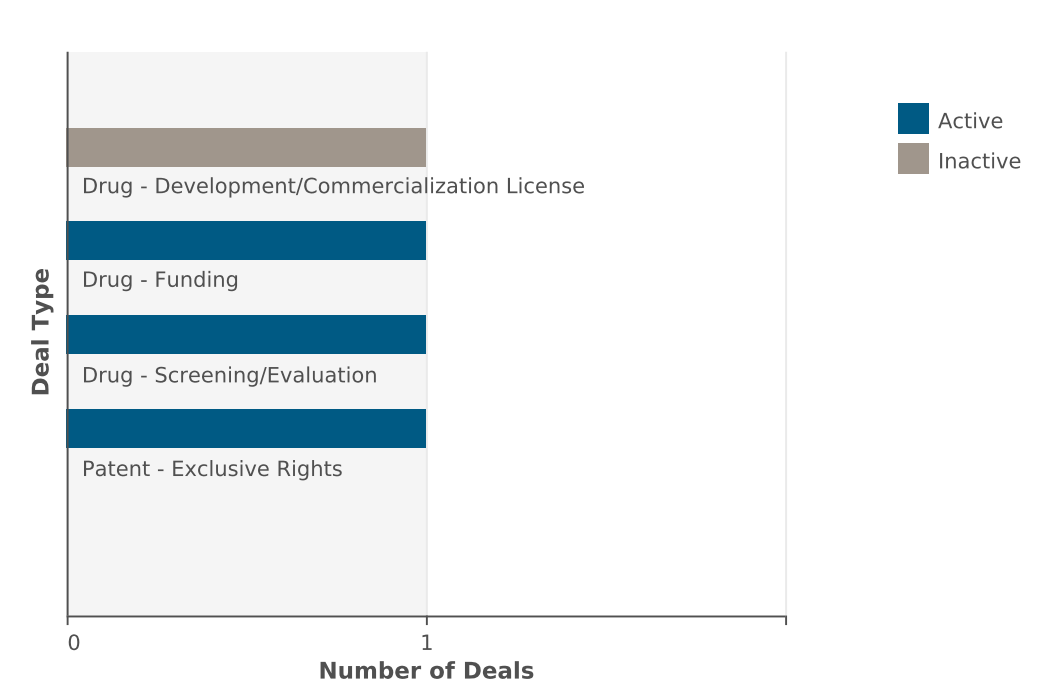 Active
Inactive
Drug - Development/Commercialization License
Drug - Funding
Drug - Screening/Evaluation
Patent - Exclusive Rights
Deal Type
0
1
Number of Deals